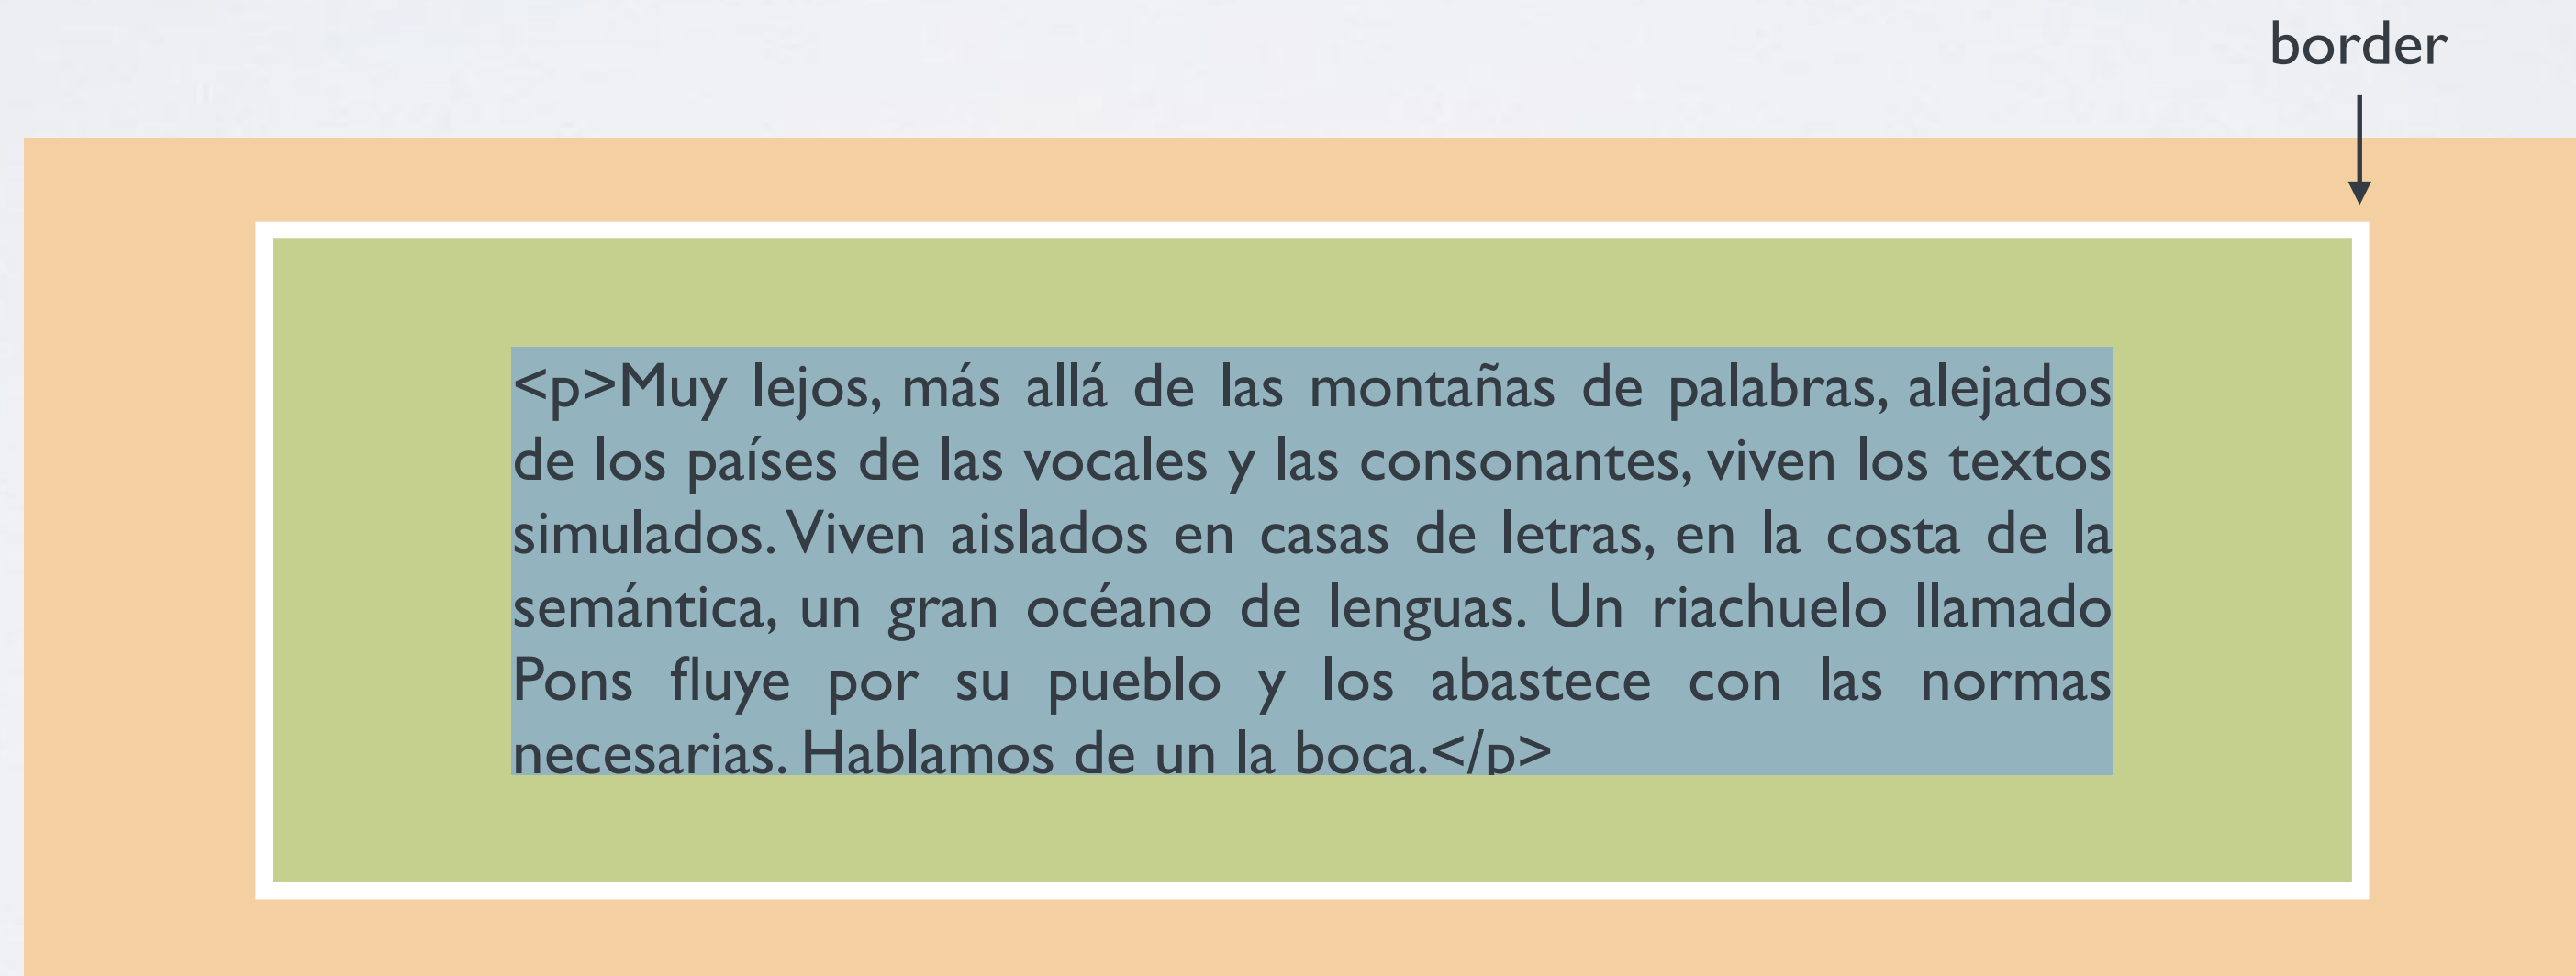 border
<p>Muy lejos, más allá de las montañas de palabras, alejados
de los países de las vocales y las consonantes, viven los textos
simulados. Viven aislados en casas de letras, en la costa de la
semántica, un gran océano de lenguas. Un riachuelo llamado
Pons fluye por su pueblo y los abastece con las normas
necesarias. Hablamos de un la boca.</p>